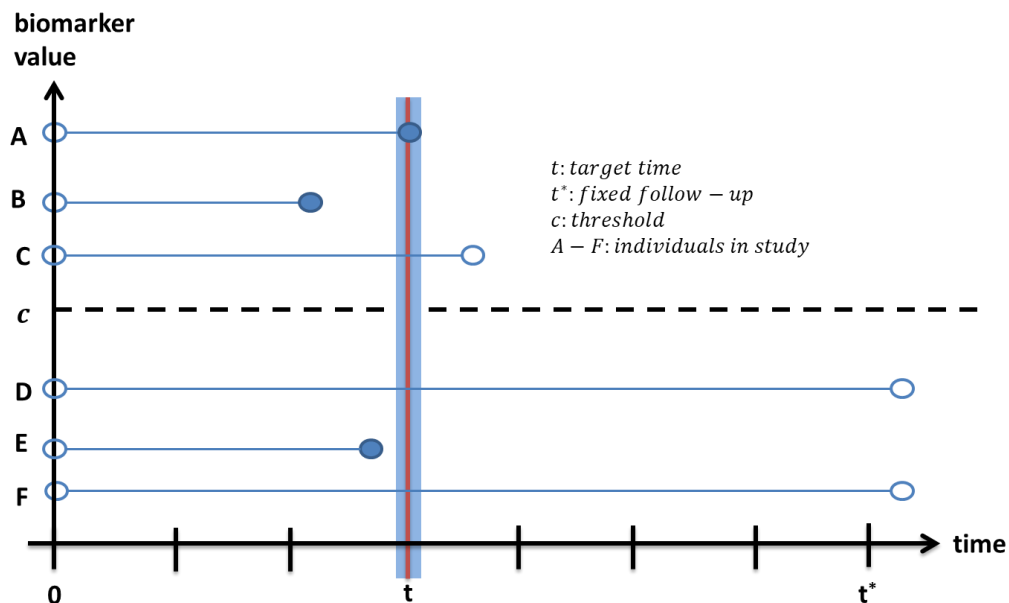 biomarker
value
A
B
C
c
D
E
F
t: target time
t*: fixed follow − up
c: threshold
A − F: individuals in study
time
0
t
t*